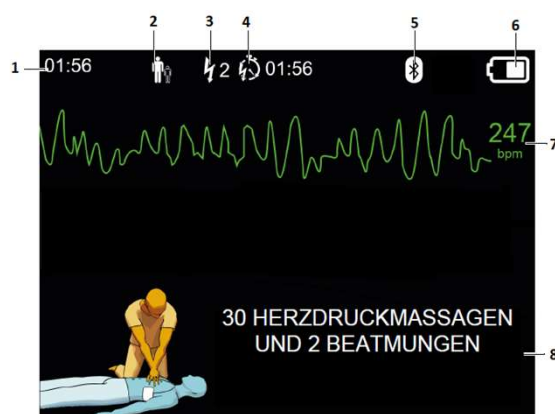 1 2 3 4 5 6
01:56 2 01:56
247
bpm
7
30 HERZDRUCKMASSAGEN
UND 2 BEATMUNGEN
8